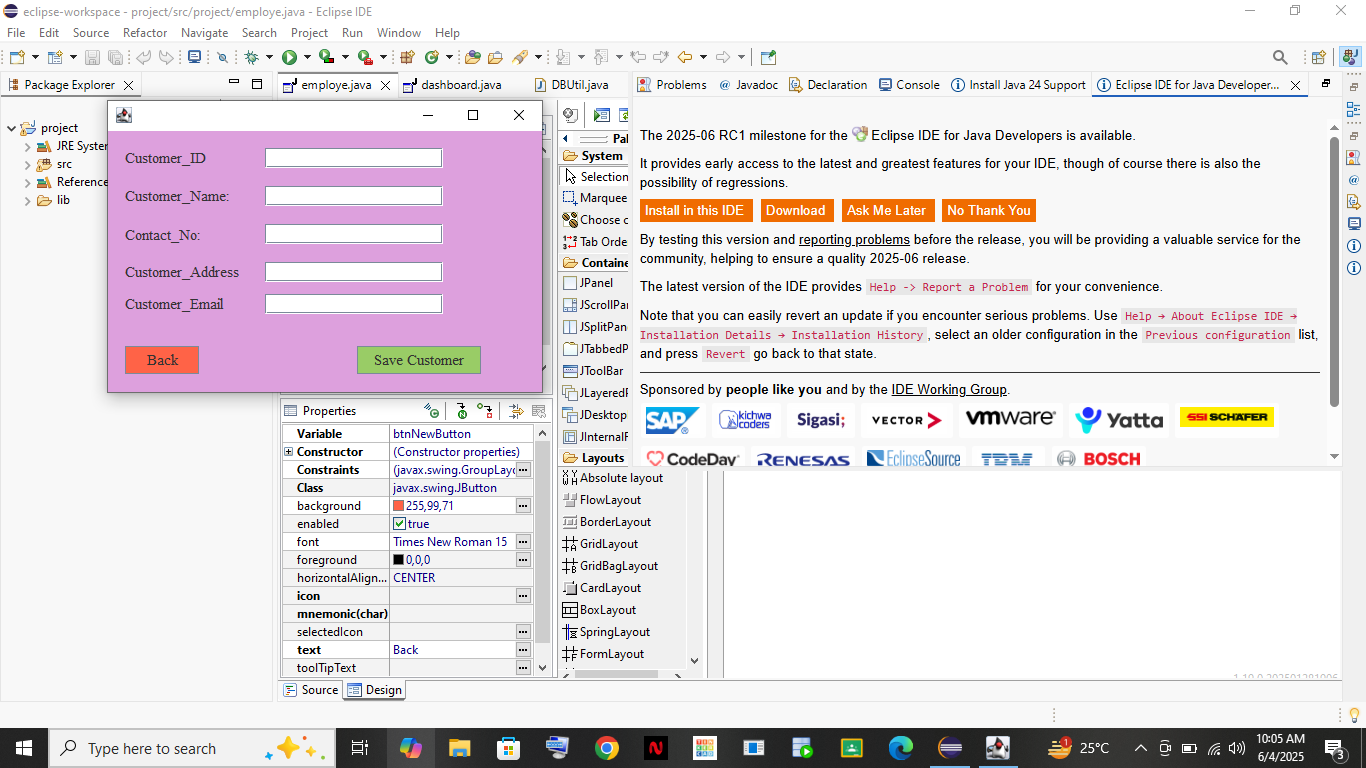 eclipse-workspace - project/src/project/employe.java - Eclipse IDE
File Edit Source Refactor Navigate Search Project Run Window Help
Package Explorer
employe.java
dashboard.java
DBUtil.java
Problems
@ Javadoc
Declaration
Console
Install Java 24 Support
Eclipse IDE for Java Developer...
project
JRE Syster
src
Reference
lib
Customer_ID
Customer_Name:
Contact_No:
Customer_Address
Customer_Email
Back
Save Customer
Pal
System
Selection
Marquee
Choose c
Tab Orde
Containe
JPanel
JScrollPar
JSplitPan
JTabbedP
JToolBar
JLayeredF
JDesktop
JInternalF
Layouts
Absolute layout
FlowLayout
BorderLayout
GridLayout
GridBagLayout
CardLayout
BoxLayout
SpringLayout
FormLayout
The 2025-06 RC1 milestone for the Eclipse IDE for Java Developers is available.
It provides early access to the latest and greatest features for your IDE, though of course there is also the
possibility of regressions.
Install in this IDE
Download
Ask Me Later
No Thank You
By testing this version and reporting problems before the release, you will be providing a valuable service for the
community, helping to ensure a quality 2025-06 release.
The latest version of the IDE provides Help -> Report a Problem for your convenience.
Note that you can easily revert an update if you encounter serious problems. Use Help → About Eclipse IDE →
Installation Details → Installation History, select an older configuration in the Previous configuration list,
and press Revert go back to that state.
Sponsored by people like you and by the IDE Working Group.
SAP
kichwa coders
Sigasi;
VECTOR
vmware
Yatta
SSI SCHÄFER
CodeDay
RENESAS
EclipseSource
BOSCH
Properties
Variable btnNewButton
Constructor (Constructor properties)
Constraints (javax.swing.GroupLayo
Class javax.swing.JButton
background 255,99,71
enabled true
font Times New Roman 15
foreground 0,0,0
horizontalAlign... CENTER
icon
mnemonic(char)
selectedIcon
text Back
toolTipText
Source
Design
Type here to search
1
25°C
10:05 AM
6/4/2025
3